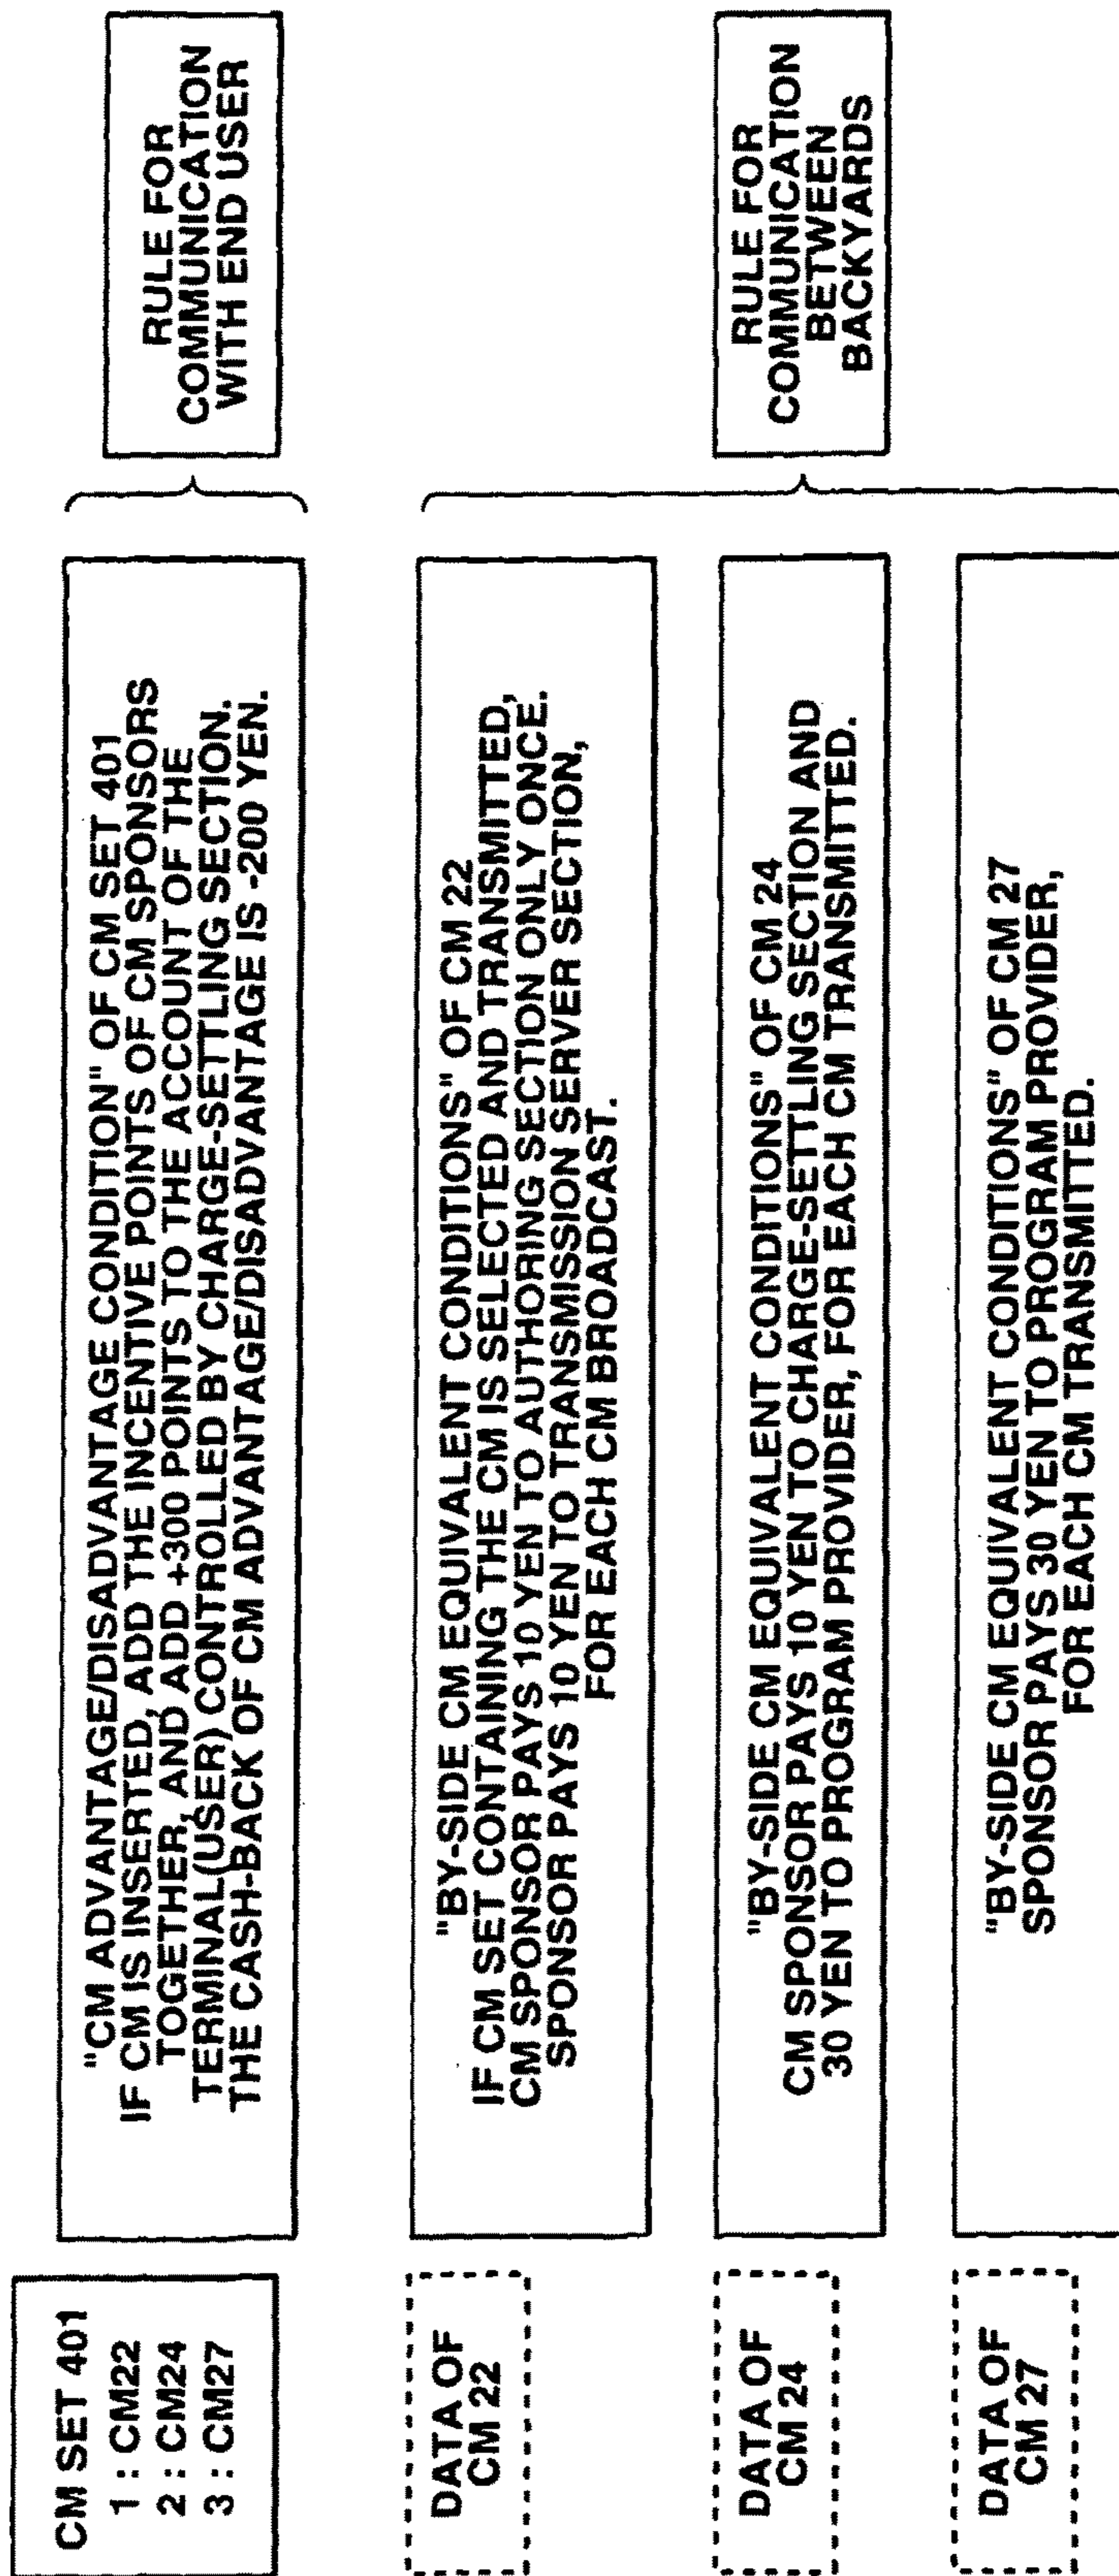 CM SET 401
1 : CM22
2 : CM24
3 : CM27
"CM ADVANTAGE/DISADVANTAGE CONDITION" OF CM SET 401
IF CM IS INSERTED, ADD THE INCENTIVE POINTS OF CM SPONSORS
TOGETHER, AND ADD +300 POINTS TO THE ACCOUNT OF THE
TERMINAL(USER) CONTROLLED BY CHARGE-SETTLING SECTION.
THE CASH-BACK OF CM ADVANTAGE/DISADVANTAGE IS -200 YEN.
RULE FOR
COMMUNICATION
WITH END USER
DATA OF
CM 22
"BY-SIDE CM EQUIVALENT CONDITIONS" OF CM 22
IF CM SET CONTAINING THE CM IS SELECTED AND TRANSMITTED,
CM SPONSOR PAYS 10 YEN TO AUTHORING SECTION ONLY ONCE.
SPONSOR PAYS 10 YEN TO TRANSMISSION SERVER SECTION,
FOR EACH CM BROADCAST.
DATA OF
CM 24
"BY-SIDE CM EQUIVALENT CONDITIONS" OF CM 24
CM SPONSOR PAYS 10 YEN TO CHARGE-SETTLING SECTION AND
30 YEN TO PROGRAM PROVIDER, FOR EACH CM TRANSMITTED.
RULE FOR
COMMUNICATION
BETWEEN
BACKYARDS
DATA OF
CM 27
"BY-SIDE CM EQUIVALENT CONDITIONS" OF CM 27
SPONSOR PAYS 30 YEN TO PROGRAM PROVIDER,
FOR EACH CM TRANSMITTED.